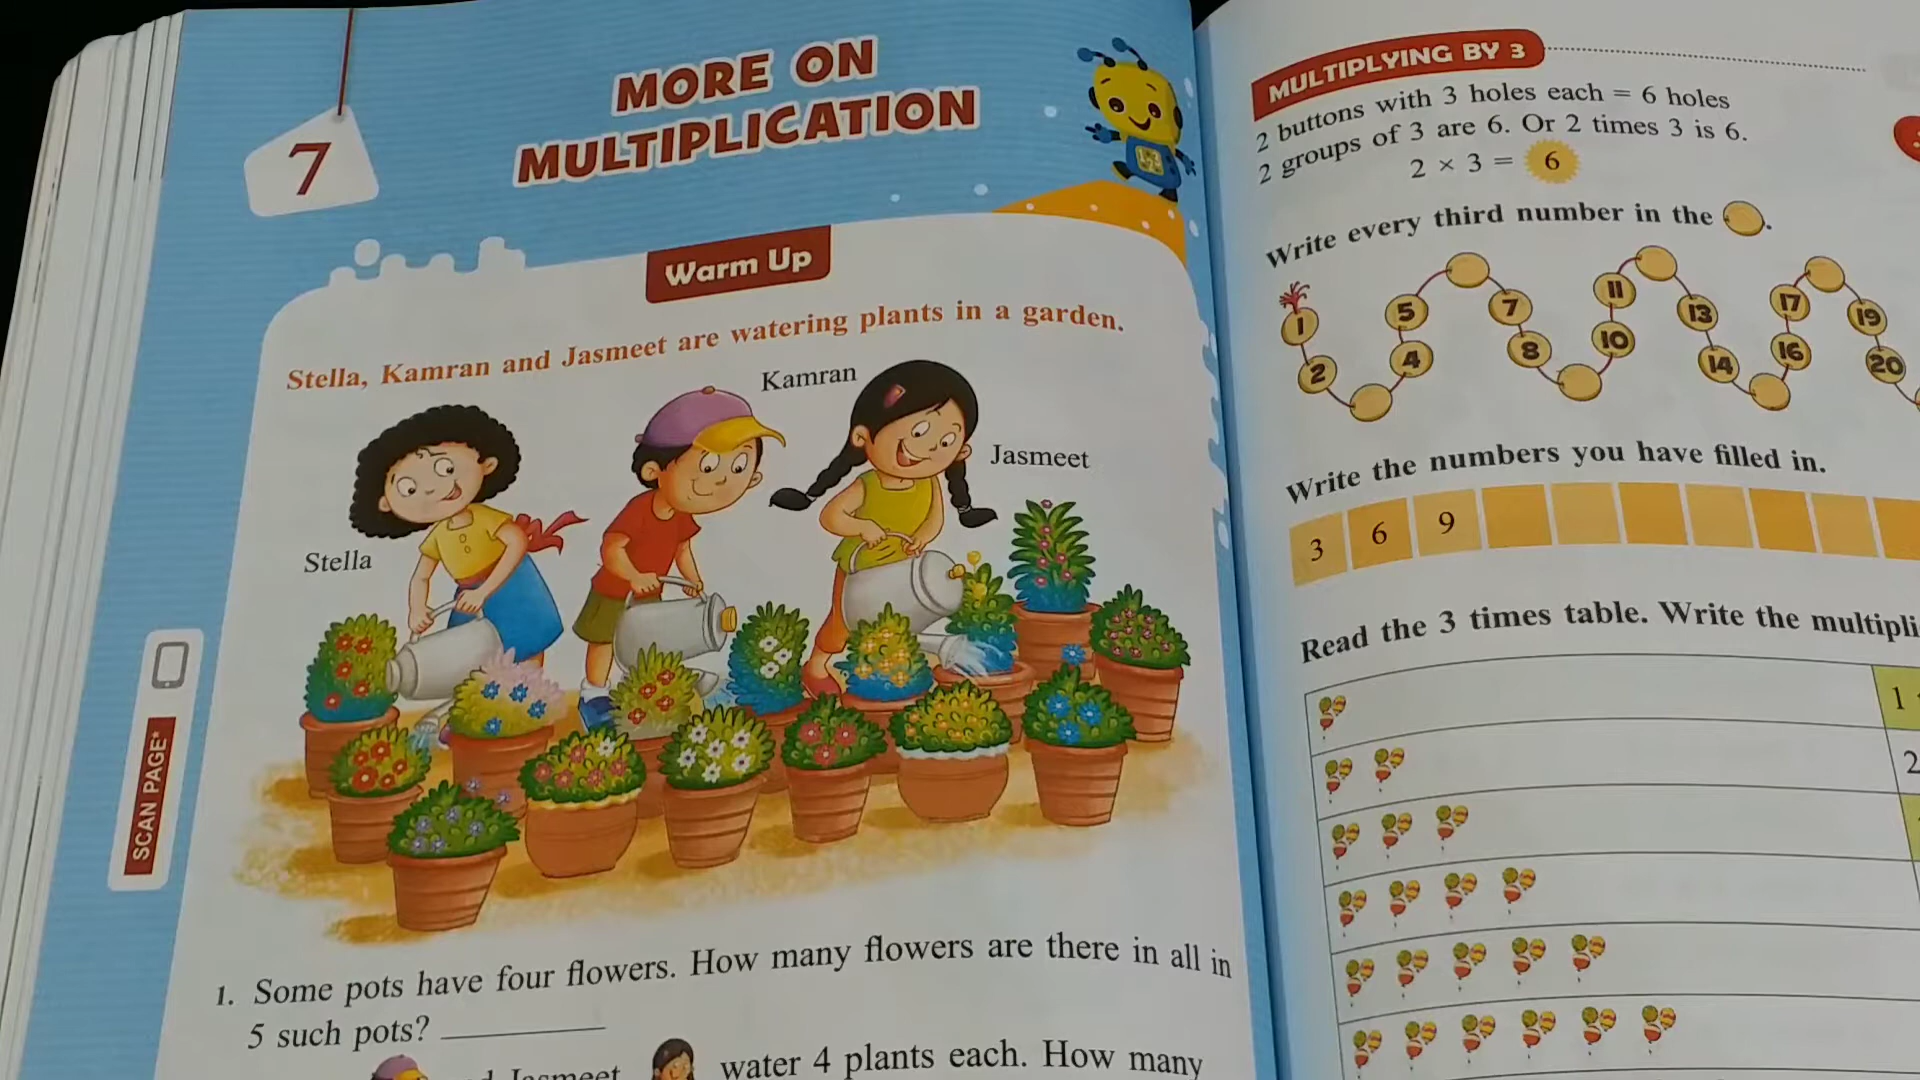 7
MORE ON
MULTIPLICATION
Warm Up
Stella, Kamran and Jasmeet are watering plants in a garden.
Kamran
Jasmeet
Stella
SCAN PAGE*
1. Some pots have four flowers. How many flowers are there in all in
5 such pots?
Jasmeet water 4 plants each. How many
MULTIPLYING BY 3
2 buttons with 3 holes each = 6 holes
2 groups of 3 are 6. Or 2 times 3 is 6.
2 × 3 = 6
Write every third number in the .
1 2 4 5 7 8 10 11 13 14 16 17 19 20
Write the numbers you have filled in.
3 6 9
Read the 3 times table. Write the
1
2